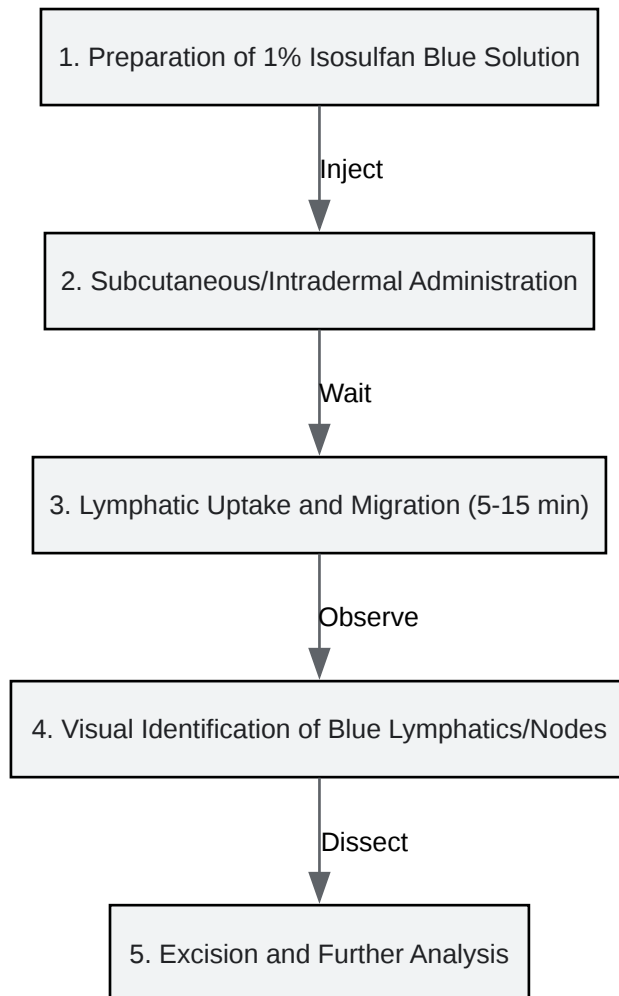 1. Preparation of 1% Isosulfan Blue Solution
Inject
2. Subcutaneous/Intradermal Administration
Wait
3. Lymphatic Uptake and Migration (5-15 min)
Observe
4. Visual Identification of Blue Lymphatics/Nodes
Dissect
5. Excision and Further Analysis